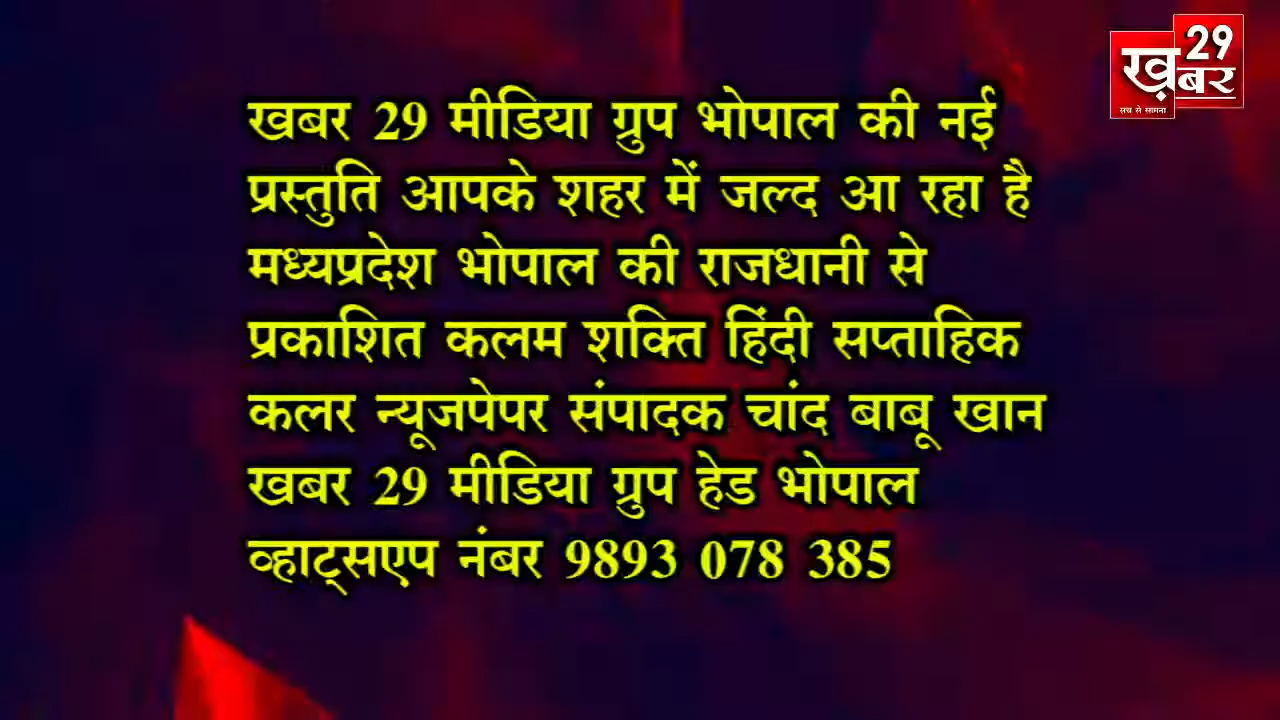 29
ख़बर
सच से सामना
खबर 29 मीडिया ग्रुप भोपाल की नई
प्रस्तुति आपके शहर में जल्द आ रहा है
मध्यप्रदेश भोपाल की राजधानी से
प्रकाशित कलम शक्ति हिंदी सप्ताहिक
कलर न्यूजपेपर संपादक चांद बाबू खान
खबर 29 मीडिया ग्रुप हेड भोपाल
व्हाट्सएप नंबर 9893 078 385